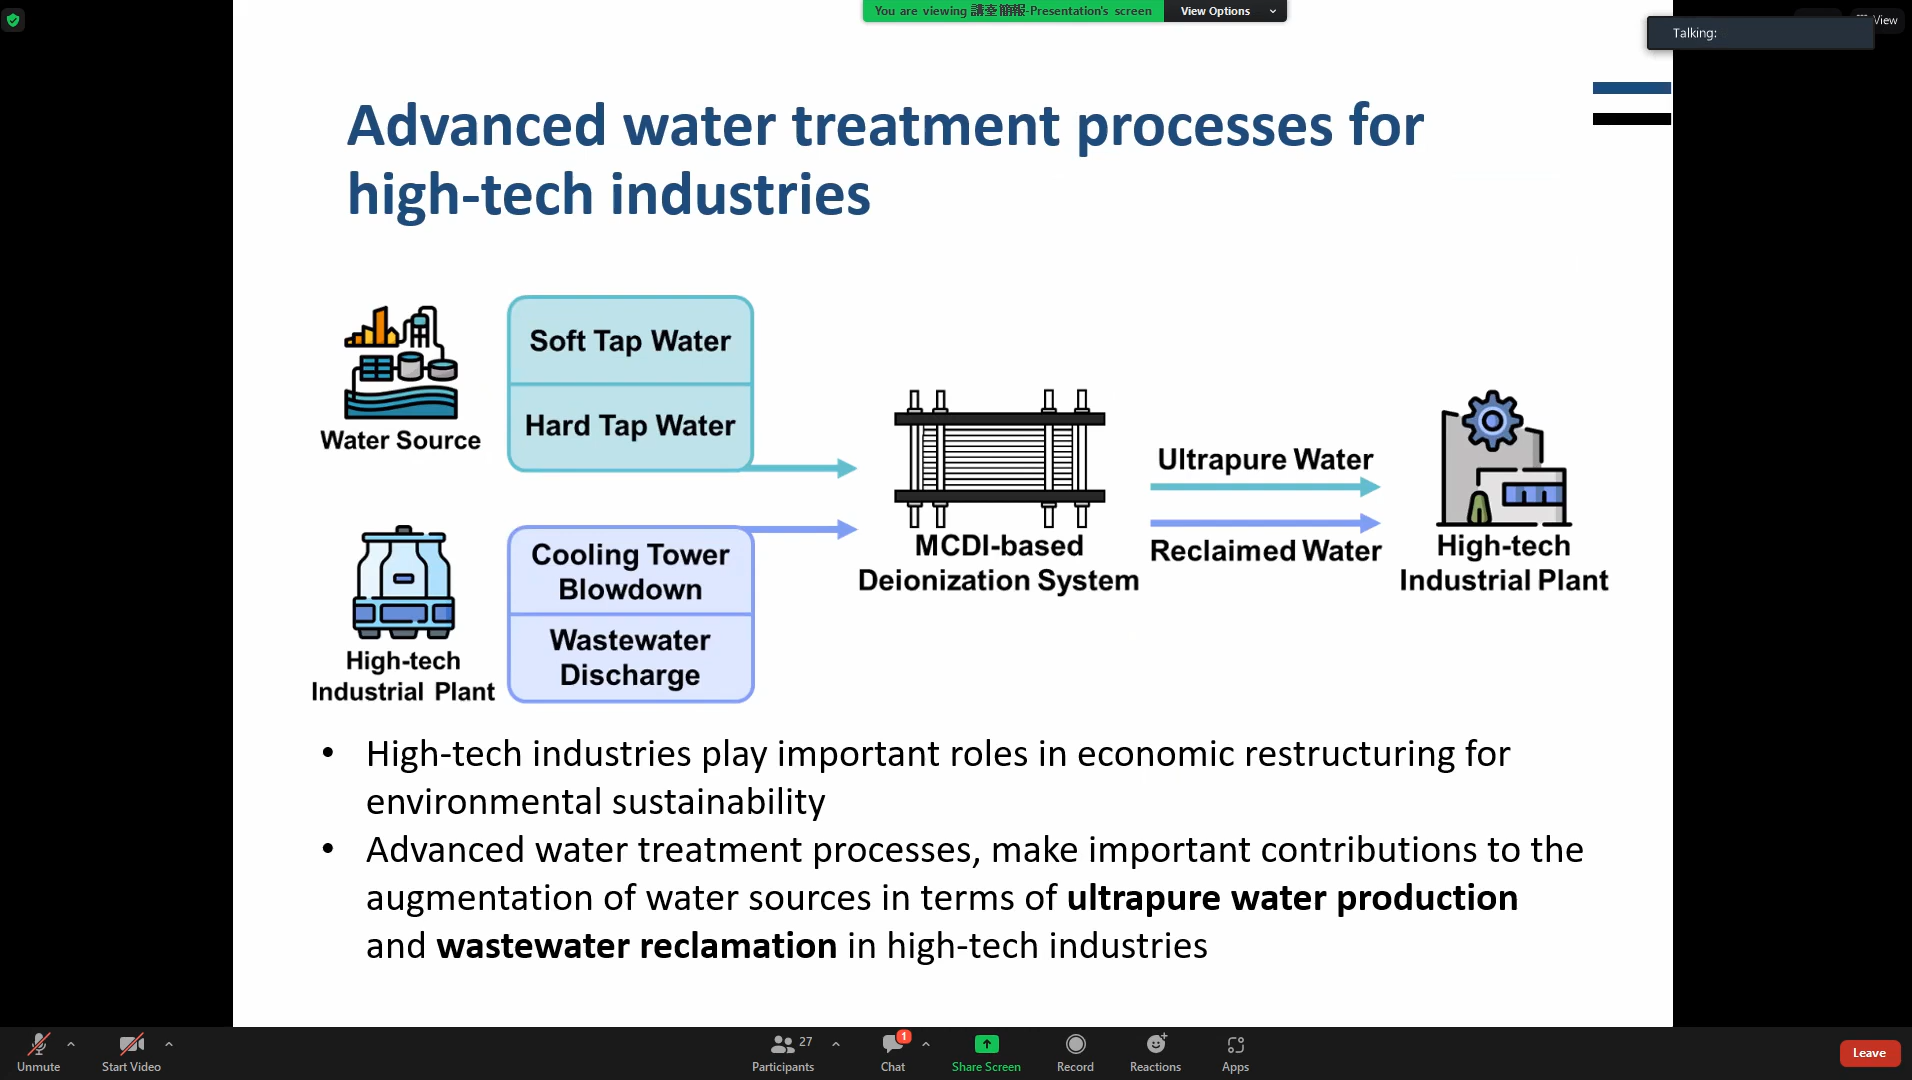 You are viewing 講臺簡報-Presentation's screen
View Options
View
Talking:
Advanced water treatment processes for
high-tech industries
Soft Tap Water
Hard Tap Water
Water Source
Ultrapure Water
Cooling Tower
Blowdown
MCDI-based
Deionization System
Reclaimed Water
High-tech
Industrial Plant
Wastewater
Discharge
High-tech
Industrial Plant
• High-tech industries play important roles in economic restructuring for
environmental sustainability
• Advanced water treatment processes, make important contributions to the
augmentation of water sources in terms of ultrapure water production
and wastewater reclamation in high-tech industries
Unmute
Start Video
27
Participants
1
Chat
Share Screen
Record
Reactions
Apps
Leave